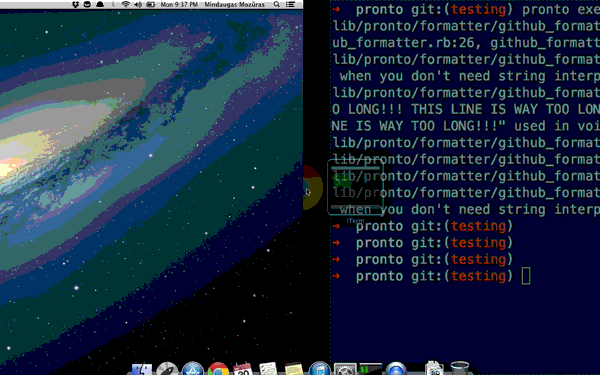 Mon 9:37 PM Mindaugas Mozūras
➜ pronto git:(testing) pronto exe
lib/pronto/formatter/github_format
ub_formatter.rb:26, github_formatt
lib/pronto/formatter/github_format
when you don't need string interp
lib/pronto/formatter/github_format
O LONG!!! THIS LINE IS WAY TOO LON
NE IS WAY TOO LONG!!!" used in voi
lib/pronto/formatter/github_format
lib/pronto/formatter/github_format
lib/pronto/formatter/github_format
lib/pronto/formatter/github_format
when you don't need string interp
➜ pronto git:(testing)
➜ pronto git:(testing)
➜ pronto git:(testing)
➜ pronto git:(testing)
iTerm
30